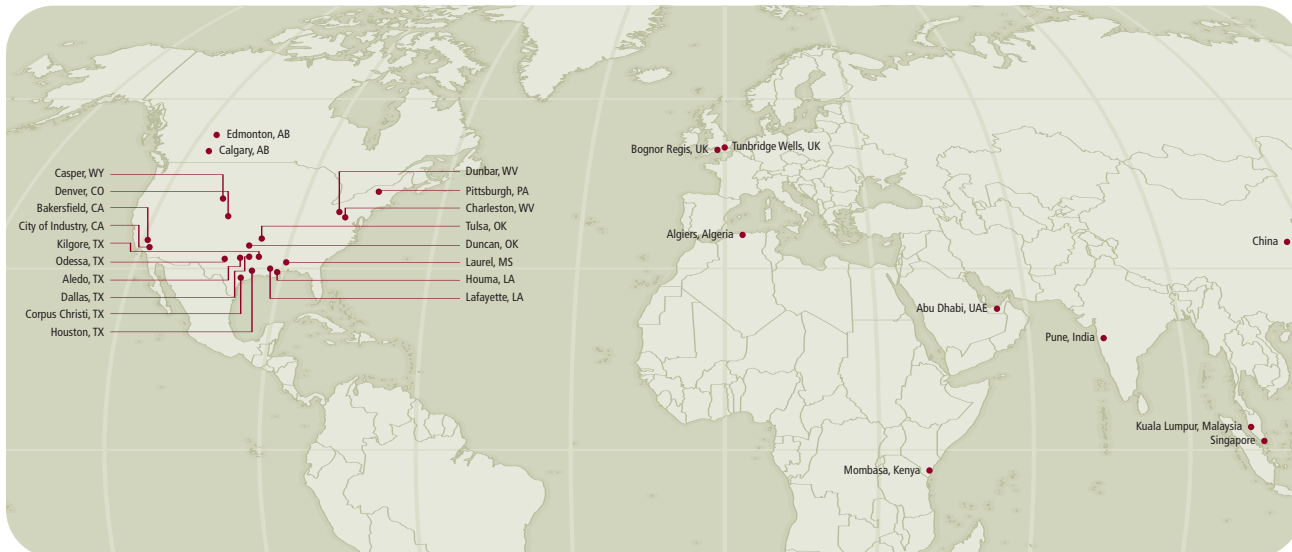 Edmonton, AB
Calgary, AB
Casper, WY
Denver, CO
Bakersfield, CA
City of Industry, CA
Kilgore, TX
Odessa, TX
Aledo, TX
Dallas, TX
Corpus Christi, TX
Houston, TX
Dunbar, WV
Pittsburgh, PA
Charleston, WV
Tulsa, OK
Duncan, OK
Laurel, MS
Houma, LA
Lafayette, LA
Bognor Regis, UK
Tunbridge Wells, UK
Algiers, Algeria
China
Abu Dhabi, UAE
Pune, India
Kuala Lumpur, Malaysia
Singapore
Mombasa, Kenya